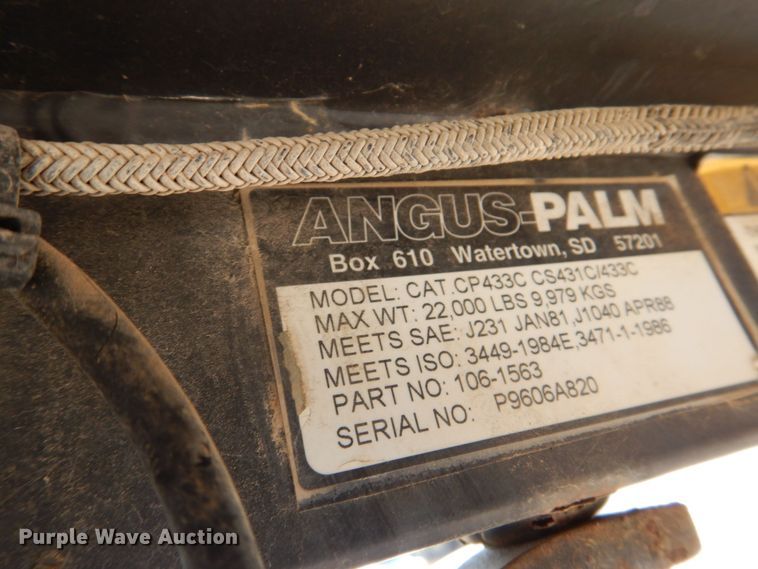 ANGUS-PALM
Box 610 Watertown, SD 57201
MODEL: CAT.CP433C CS431C/433C
MAX WT: 22,000 LBS 9,979 KGS
MEETS SAE: J231 JAN81, J1040 APR88
MEETS ISO: 3449-1984E,3471-1-1986
PART NO: 106-1563
SERIAL NO: P9606A820
Purple Wave Auction